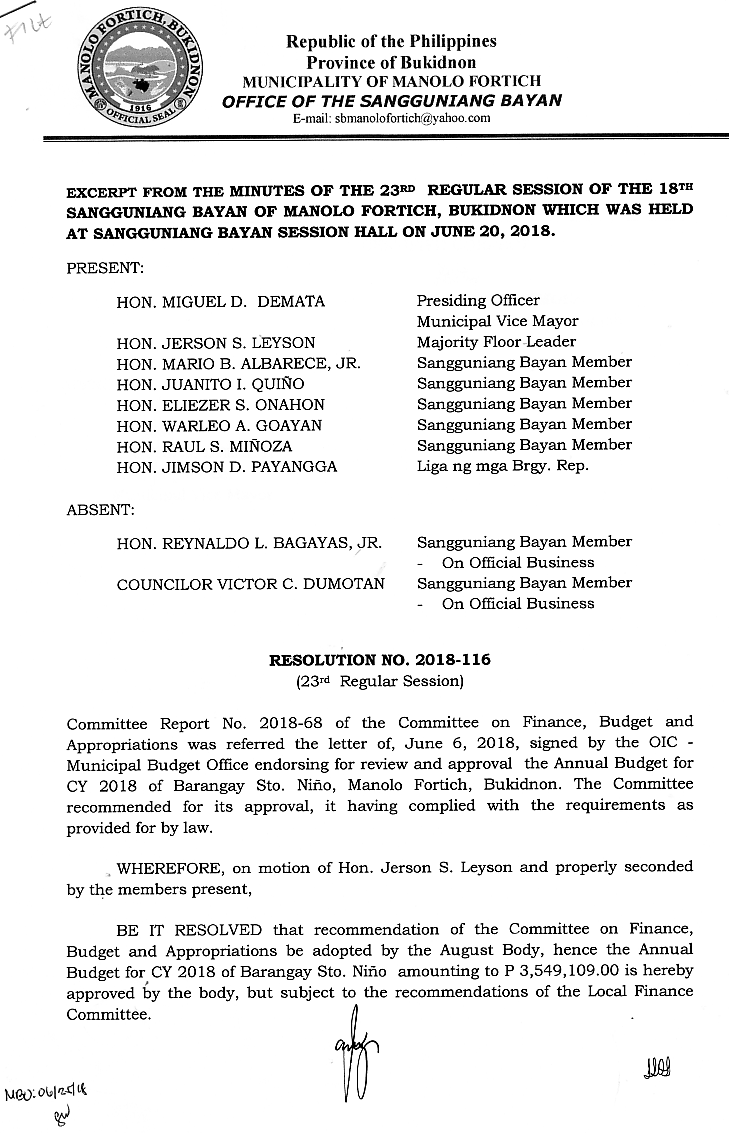 File
MANOLO FORTICH, BUKIDNON
1916
OFFICIAL SEAL
Republic of the Philippines
Province of Bukidnon
MUNICIPALITY OF MANOLO FORTICH
OFFICE OF THE SANGGUNIANG BAYAN
E-mail: sbmanolofortich@yahoo.com
EXCERPT FROM THE MINUTES OF THE 23RD REGULAR SESSION OF THE 18TH
SANGGUNIANG BAYAN OF MANOLO FORTICH, BUKIDNON WHICH WAS HELD
AT SANGGUNIANG BAYAN SESSION HALL ON JUNE 20, 2018.
PRESENT:
HON. MIGUEL D. DEMATA Presiding Officer
Municipal Vice Mayor
HON. JERSON S. LEYSON Majority Floor Leader
HON. MARIO B. ALBARECE, JR. Sangguniang Bayan Member
HON. JUANITO I. QUIÑO Sangguniang Bayan Member
HON. ELIEZER S. ONAHON Sangguniang Bayan Member
HON. WARLEO A. GOAYAN Sangguniang Bayan Member
HON. RAUL S. MIÑOZA Sangguniang Bayan Member
HON. JIMSON D. PAYANGGA Liga ng mga Brgy. Rep.
ABSENT:
HON. REYNALDO L. BAGAYAS, JR. Sangguniang Bayan Member
- On Official Business
COUNCILOR VICTOR C. DUMOTAN Sangguniang Bayan Member
- On Official Business
RESOLUTION NO. 2018-116
(23rd Regular Session)
Committee Report No. 2018-68 of the Committee on Finance, Budget and
Appropriations was referred the letter of, June 6, 2018, signed by the OIC -
Municipal Budget Office endorsing for review and approval the Annual Budget for
CY 2018 of Barangay Sto. Niño, Manolo Fortich, Bukidnon. The Committee
recommended for its approval, it having complied with the requirements as
provided for by law.
WHEREFORE, on motion of Hon. Jerson S. Leyson and properly seconded
by the members present,
BE IT RESOLVED that recommendation of the Committee on Finance,
Budget and Appropriations be adopted by the August Body, hence the Annual
Budget for CY 2018 of Barangay Sto. Niño amounting to P 3,549,109.00 is hereby
approved by the body, but subject to the recommendations of the Local Finance
Committee.
MBO: 06/25/18